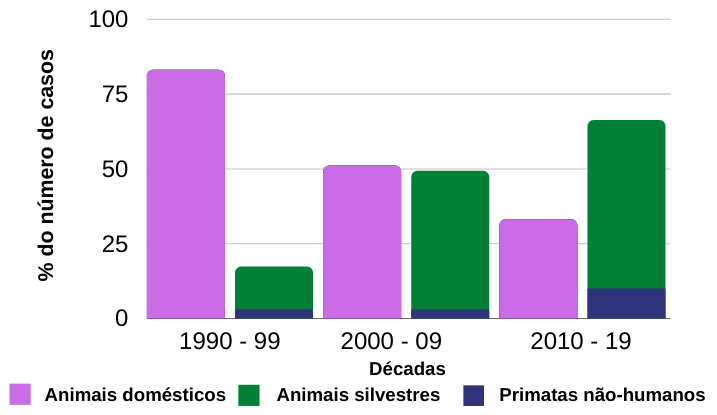 100
75
50
25
0
% do número de casos
1990 - 99
2000 - 09
2010 - 19
Décadas
Animais domésticos
Animais silvestres
Primatas não-humanos